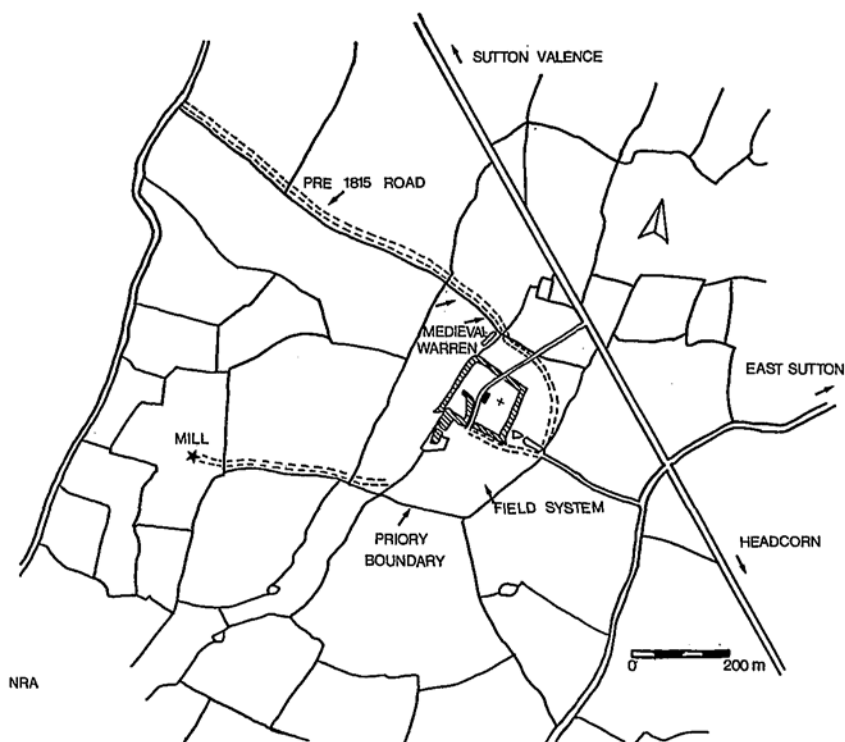 SUTTON VALENCE
PRE 1815 ROAD
MEDIEVAL
WARREN
EAST SUTTON
MILL
FIELD SYSTEM
PRIORY
BOUNDARY
HEADCORN
0 200 m
NRA